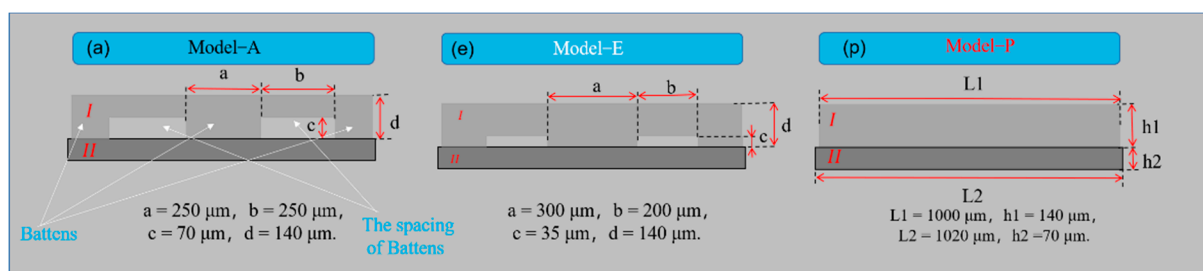 (a) Model–A
a
b
I
c
d
II
Battens
The spacing
of Battens
a = 250 μm, b = 250 μm,
c = 70 μm, d = 140 μm.
(e) Model–E
a
b
I
c
d
II
a = 300 μm, b = 200 μm,
c = 35 μm, d = 140 μm.
(p) Model–P
L1
I
h1
II
h2
L2
L1 = 1000 μm, h1 = 140 μm,
L2 = 1020 μm, h2 =70 μm.